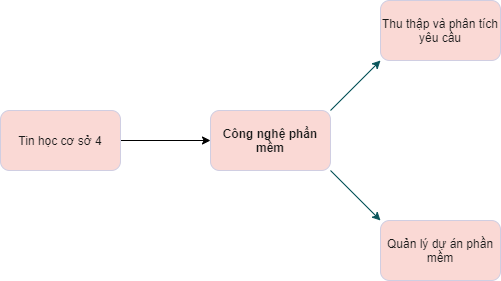 Thu thập và phân tích
yêu cầu
Tin học cơ sở 4
Công nghệ phần
mềm
Quản lý dự án phần
mềm